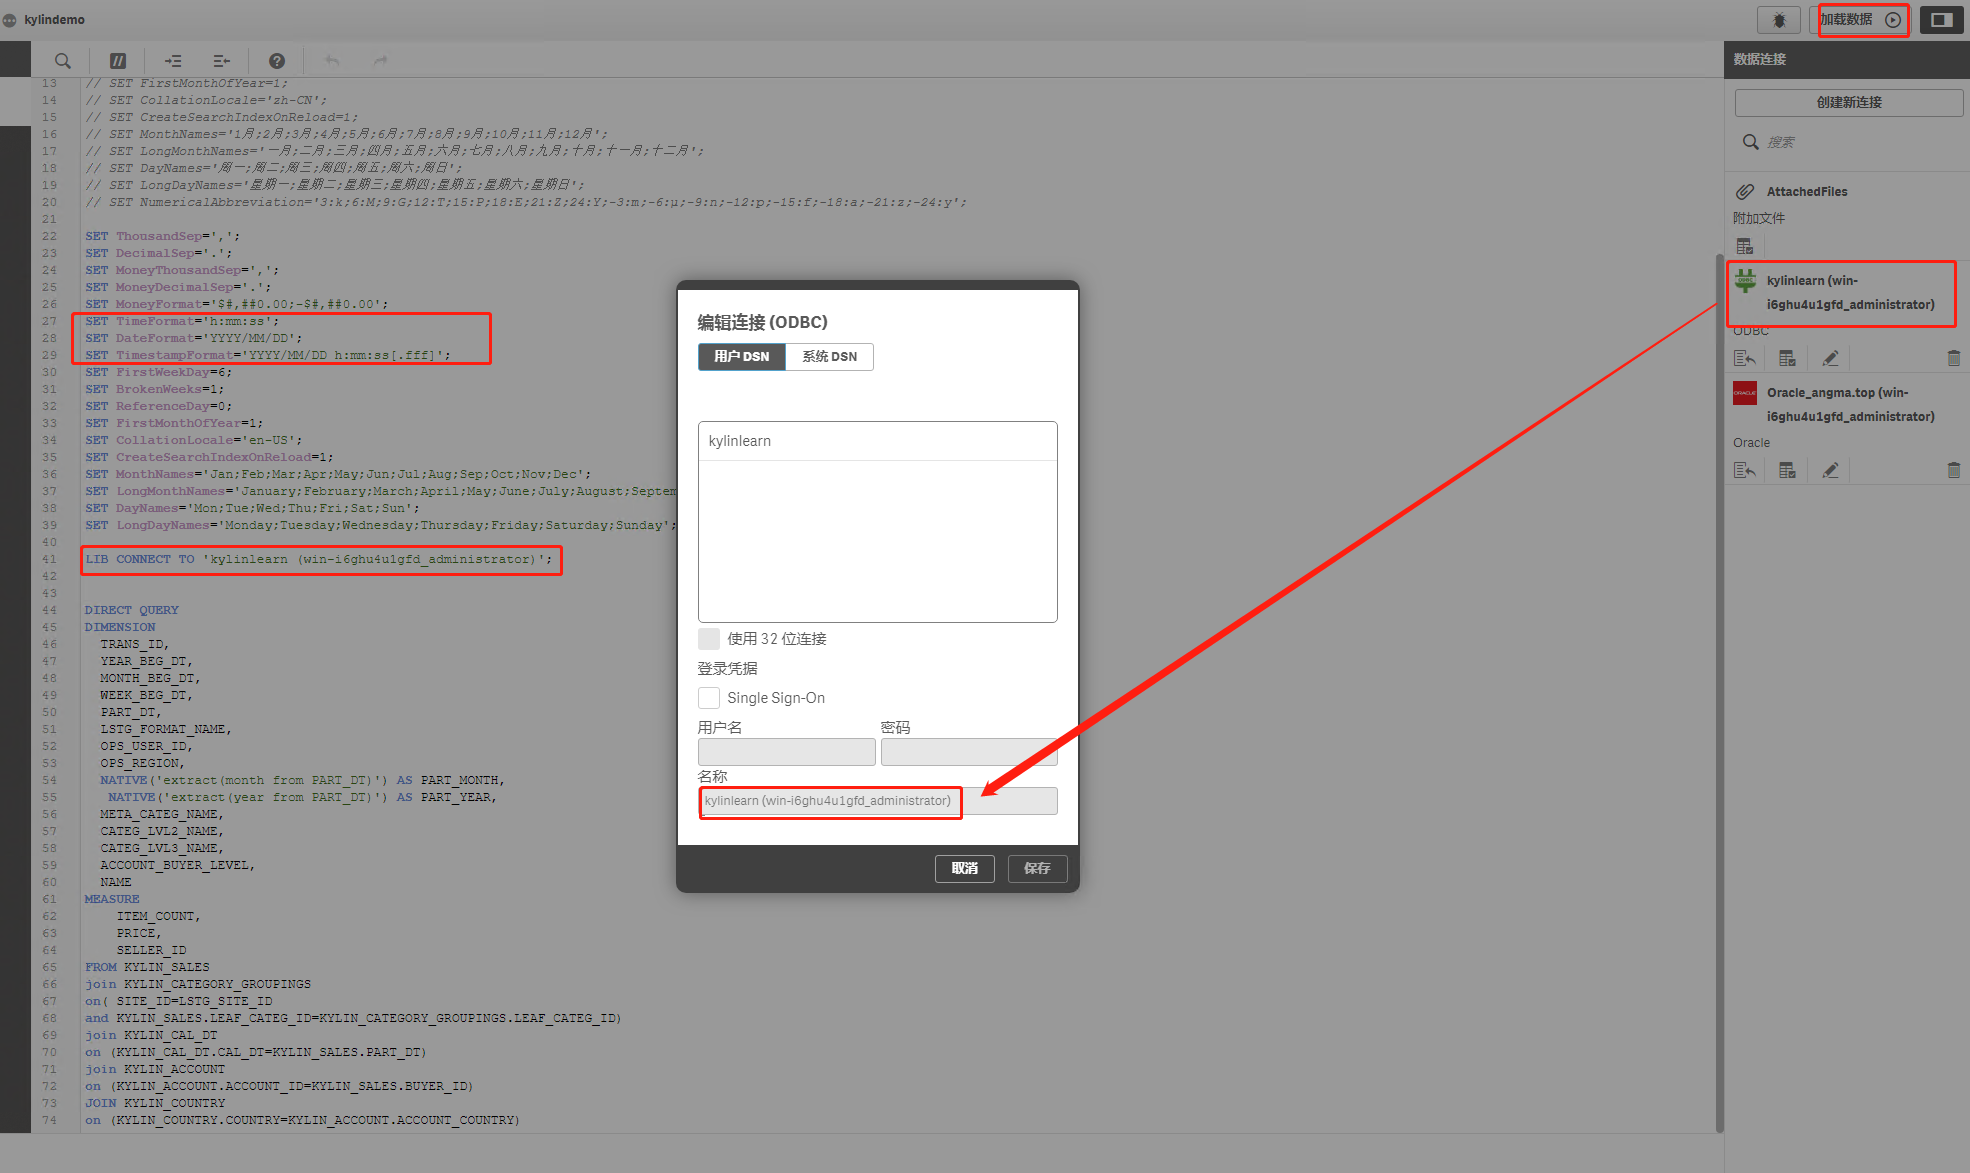 kylindemo
加载数据
13 // SET FirstMonthOfYear=1;
14 // SET CollationLocale='zh-CN';
15 // SET CreateSearchIndexOnReload=1;
16 // SET MonthNames='1月;2月;3月;4月;5月;6月;7月;8月;9月;10月;11月;12月';
17 // SET LongMonthNames='一月;二月;三月;四月;五月;六月;七月;八月;九月;十月;十一月;十二月';
18 // SET DayNames='周一;周二;周三;周四;周五;周六;周日';
19 // SET LongDayNames='星期一;星期二;星期三;星期四;星期五;星期六;星期日';
20 // SET NumericalAbbreviation='3:k;6:M;9:G;12:T;15:P;18:E;21:Z;24:Y;-3:m;-6:μ;-9:n;-12:p;-15:f;-18:a;-21:z;-24:y';
21
22 SET ThousandSep=',';
23 SET DecimalSep='.';
24 SET MoneyThousandSep=',';
25 SET MoneyDecimalSep='.';
26 SET MoneyFormat='$#,##0.00;-$#,##0.00';
27 SET TimeFormat='h:mm:ss';
28 SET DateFormat='YYYY/MM/DD';
29 SET TimestampFormat='YYYY/MM/DD h:mm:ss[.fff]';
30 SET FirstWeekDay=6;
31 SET BrokenWeeks=1;
32 SET ReferenceDay=0;
33 SET FirstMonthOfYear=1;
34 SET CollationLocale='en-US';
35 SET CreateSearchIndexOnReload=1;
36 SET MonthNames='Jan;Feb;Mar;Apr;May;Jun;Jul;Aug;Sep;Oct;Nov;Dec';
37 SET LongMonthNames='January;February;March;April;May;June;July;August;Septem
38 SET DayNames='Mon;Tue;Wed;Thu;Fri;Sat;Sun';
39 SET LongDayNames='Monday;Tuesday;Wednesday;Thursday;Friday;Saturday;Sunday';
40
41 LIB CONNECT TO 'kylinlearn (win-i6ghu4u1gfd_administrator)';
42
43
44 DIRECT QUERY
45 DIMENSION
46 TRANS_ID,
47 YEAR_BEG_DT,
48 MONTH_BEG_DT,
49 WEEK_BEG_DT,
50 PART_DT,
51 LSTG_FORMAT_NAME,
52 OPS_USER_ID,
53 OPS_REGION,
54 NATIVE('extract(month from PART_DT)') AS PART_MONTH,
55 NATIVE('extract(year from PART_DT)') AS PART_YEAR,
56 META_CATEG_NAME,
57 CATEG_LVL2_NAME,
58 CATEG_LVL3_NAME,
59 ACCOUNT_BUYER_LEVEL,
60 NAME
61 MEASURE
62 ITEM_COUNT,
63 PRICE,
64 SELLER_ID
65 FROM KYLIN_SALES
66 join KYLIN_CATEGORY_GROUPINGS
67 on( SITE_ID=LSTG_SITE_ID
68 and KYLIN_SALES.LEAF_CATEG_ID=KYLIN_CATEGORY_GROUPINGS.LEAF_CATEG_ID)
69 join KYLIN_CAL_DT
70 on (KYLIN_CAL_DT.CAL_DT=KYLIN_SALES.PART_DT)
71 join KYLIN_ACCOUNT
72 on (KYLIN_ACCOUNT.ACCOUNT_ID=KYLIN_SALES.BUYER_ID)
73 JOIN KYLIN_COUNTRY
74 on (KYLIN_COUNTRY.COUNTRY=KYLIN_ACCOUNT.ACCOUNT_COUNTRY)
编辑连接 (ODBC)
用户 DSN 系统 DSN
kylinlearn
使用 32 位连接
登录凭据
Single Sign-On
用户名 密码
名称
kylinlearn (win-i6ghu4u1gfd_administrator)
取消 保存
数据连接
创建新连接
搜索
AttachedFiles
附加文件
kylinlearn (win-
i6ghu4u1gfd_administrator)
ODBC
ORACLE
Oracle_angma.top (win-
i6ghu4u1gfd_administrator)
Oracle